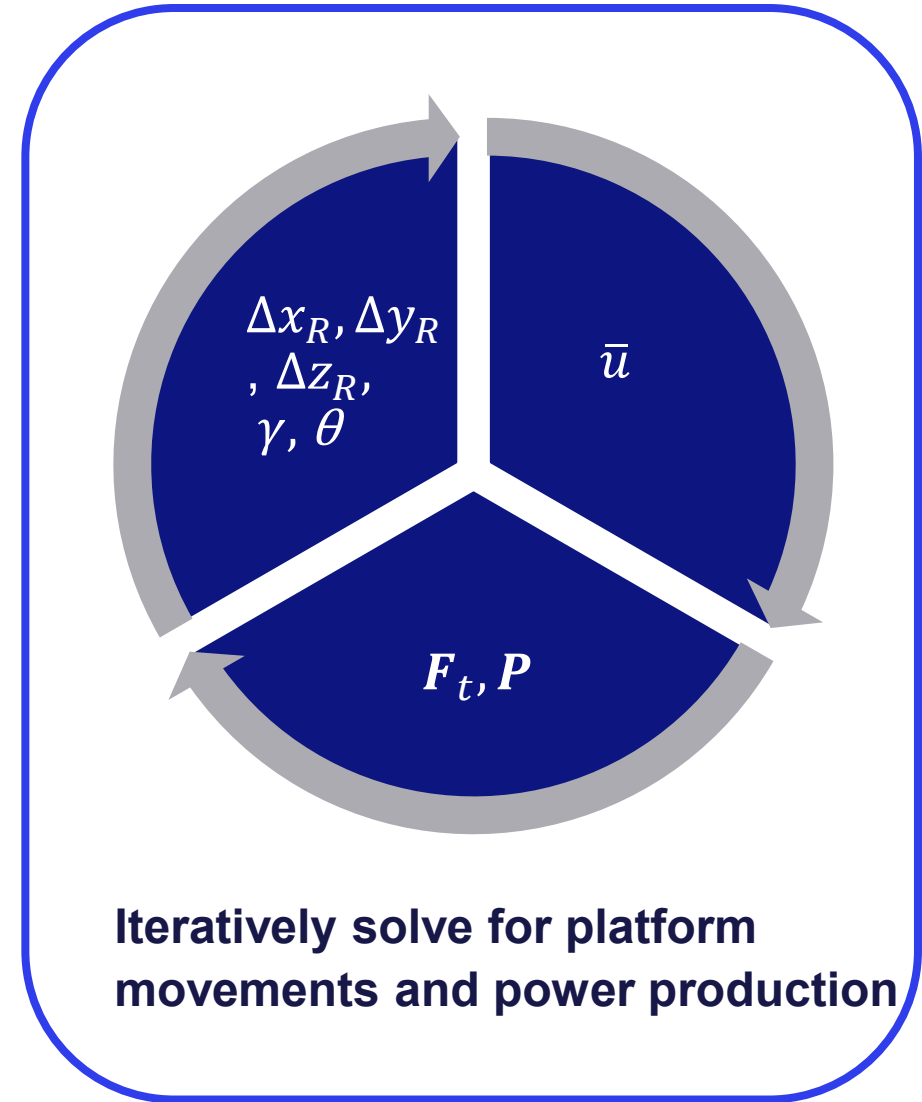 Δx_R, Δy_R
, Δz_R,
γ, θ
ū
F_t, P
Iteratively solve for platform
movements and power production